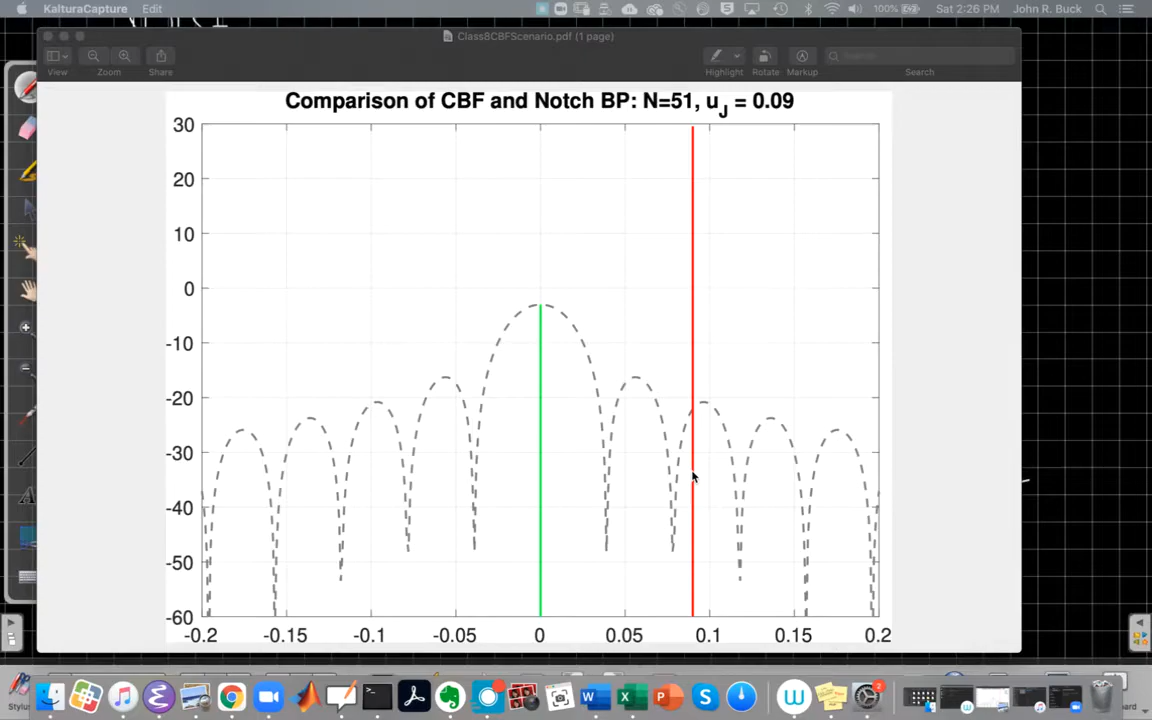 KalturaCapture Edit 100% Sat 2:26 PM John R. Buck
Class8CBFScenario.pdf (1 page)
View Zoom Share Highlight Rotate Markup Search
Search
Comparison of CBF and Notch BP: N=51, u_J = 0.09
30
20
10
0
-10
-20
-30
-40
-50
-60
-0.2 -0.15 -0.1 -0.05 0 0.05 0.1 0.15 0.2
Stylus